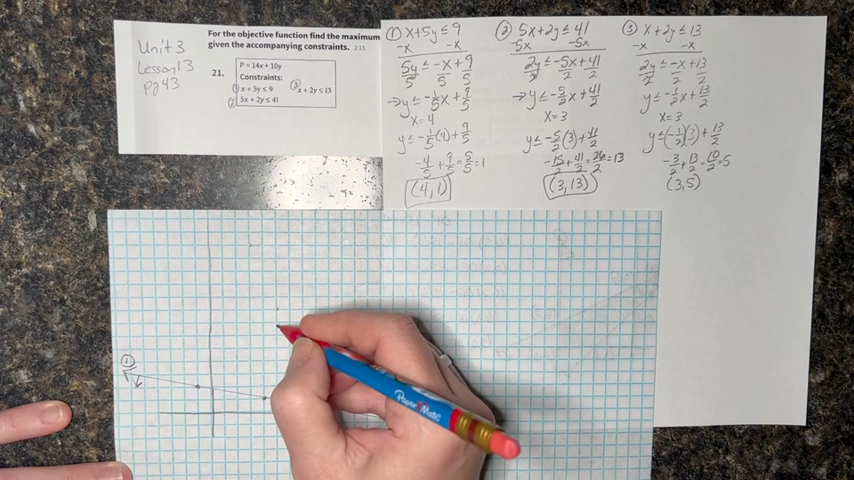 Unit 3
Lesson 13
pg 43
For the objective function find the maximum
given the accompanying constraints. 2.13
21.
P = 14x + 10y
Constraints:
① x + 5y ≤ 9
③ x + 2y ≤ 13
② 5x + 2y ≤ 41
① x+5y ≤ 9
-x -x
5y ≤ -x + 9
5 5 5
→ y ≤ -1/5 x + 9/5
x = 4
y ≤ -1/5 (4) + 9/5
-4/5 + 9/5 = 5/5 = 1
(4,1)
② 5x+2y ≤ 41
-5x -5x
2y ≤ -5x + 41
2 2 2
→ y ≤ -5/2 x + 41/2
x = 3
y ≤ -5/2 (3) + 41/2
-15/2 + 41/2 = 26/2 = 13
(3,13)
③ x + 2y ≤ 13
-x -x
2y ≤ -x + 13
2 2 2
y ≤ -1/2 x + 13/2
x = 3
y ≤ (-1/2)(3) + 13/2
-3/2 + 13/2 = 10/2 = 5
(3,5)
①
Paper Mate